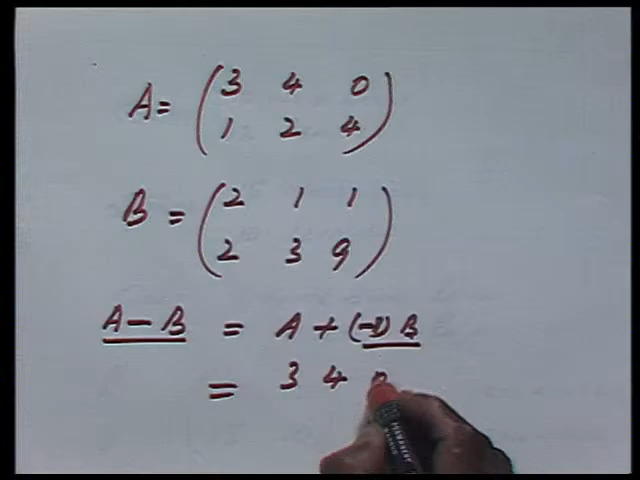 A = ( 3 4 0
1 2 4 )
B = ( 2 1 1
2 3 9 )
A - B = A + (-1) B
= 3 4